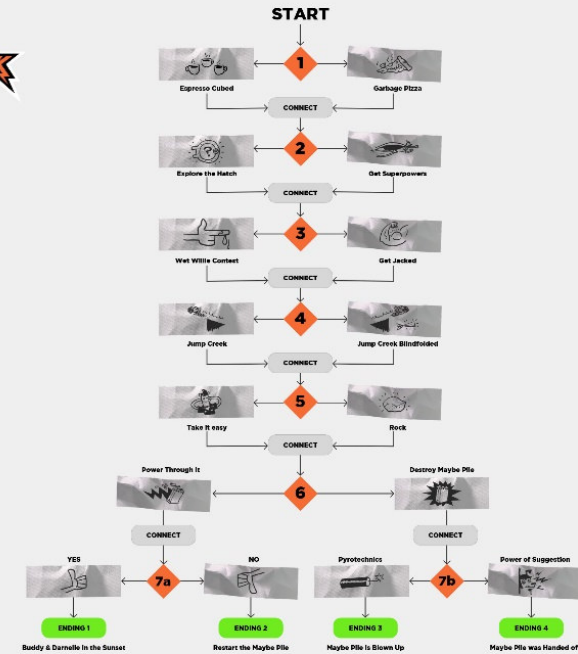 START
1
Espresso Cubed
Garbage Pizza
CONNECT
2
Explore the Hatch
Get Superpowers
CONNECT
3
Wet Willie Contest
Get Jacked
CONNECT
4
Jump Creek
Jump Creek Blindfolded
CONNECT
5
Take it easy
Rock
CONNECT
Power Through It
6
Destroy Maybe Pile
CONNECT
CONNECT
YES
NO
Pyrotechnics
Power of Suggestion
7a
7b
ENDING 1
ENDING 2
ENDING 3
ENDING 4
Buddy & Darnelle in the Sunset
Restart the Maybe Pile
Maybe Pile is Blown Up
Maybe Pile was Handed of